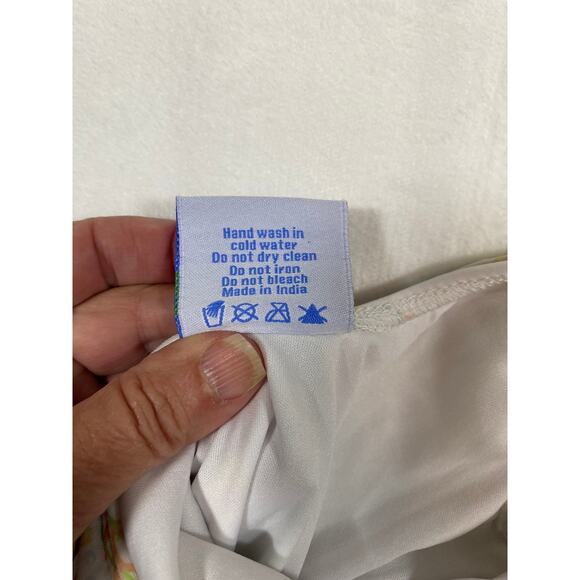 Hand wash in
cold water
Do not dry clean
Do not iron
Do not bleach
Made in India